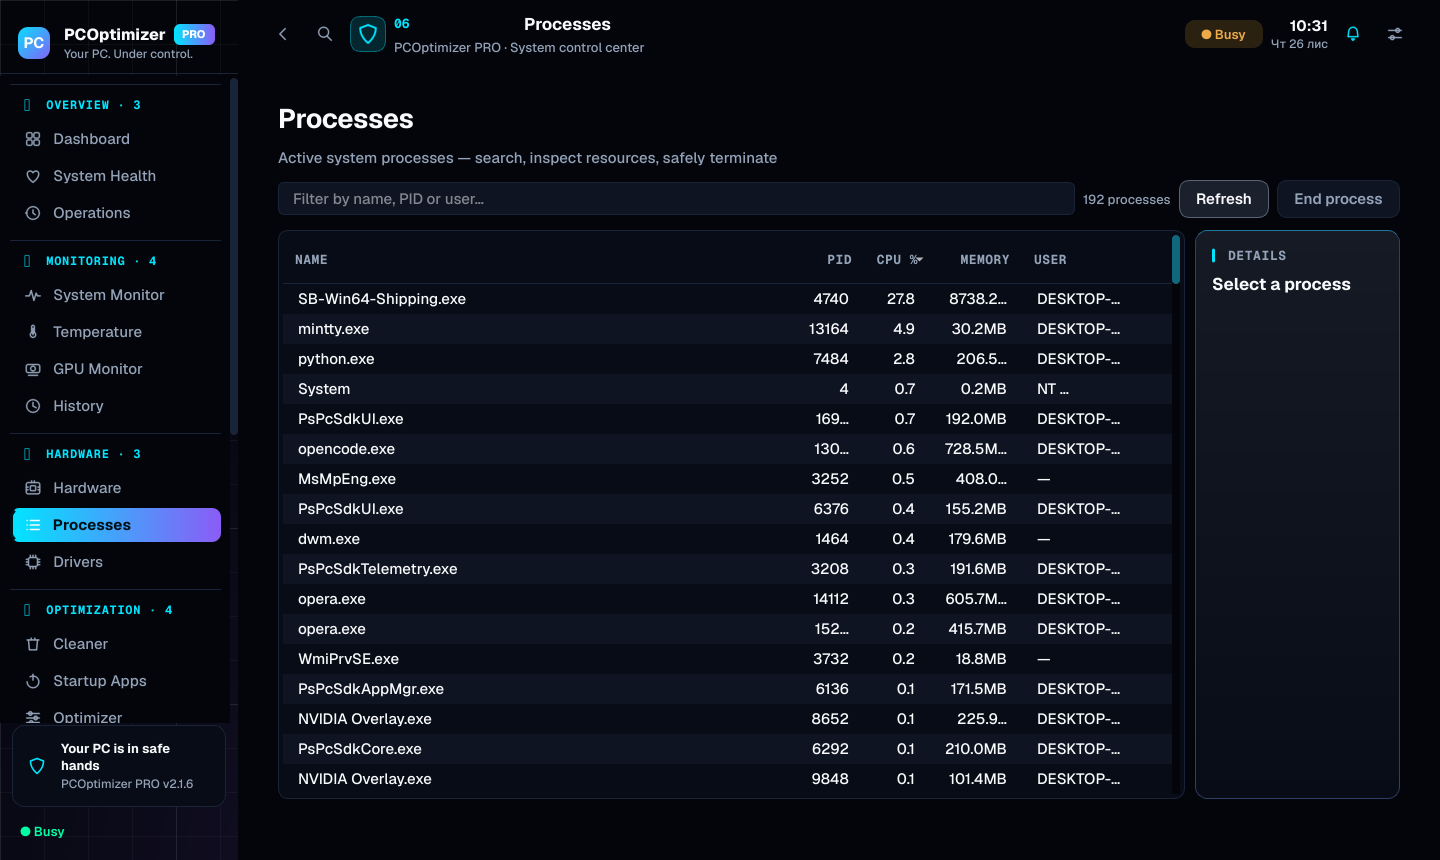 PC
PCOptimizer PRO
Your PC. Under control.
06
Processes
PCOptimizer PRO · System control center
Busy
10:31
Чт 26 лис
OVERVIEW · 3
Dashboard
System Health
Operations
MONITORING · 4
System Monitor
Temperature
GPU Monitor
History
HARDWARE · 3
Hardware
Processes
Drivers
OPTIMIZATION · 4
Cleaner
Startup Apps
Optimizer
Your PC is in safe
hands
PCOptimizer PRO v2.1.6
Busy
Processes
Active system processes — search, inspect resources, safely terminate
Filter by name, PID or user...
192 processes
Refresh
End process
NAME PID CPU % MEMORY USER
SB-Win64-Shipping.exe 4740 27.8 8738.2... DESKTOP-...
mintty.exe 13164 4.9 30.2MB DESKTOP-...
python.exe 7484 2.8 206.5... DESKTOP-...
System 4 0.7 0.2MB NT ...
PsPcSdkUI.exe 169... 0.7 192.0MB DESKTOP-...
opencode.exe 130... 0.6 728.5M... DESKTOP-...
MsMpEng.exe 3252 0.5 408.0... —
PsPcSdkUI.exe 6376 0.4 155.2MB DESKTOP-...
dwm.exe 1464 0.4 179.6MB —
PsPcSdkTelemetry.exe 3208 0.3 191.6MB DESKTOP-...
opera.exe 14112 0.3 605.7M... DESKTOP-...
opera.exe 152... 0.2 415.7MB DESKTOP-...
WmiPrvSE.exe 3732 0.2 18.8MB —
PsPcSdkAppMgr.exe 6136 0.1 171.5MB DESKTOP-...
NVIDIA Overlay.exe 8652 0.1 225.9... DESKTOP-...
PsPcSdkCore.exe 6292 0.1 210.0MB DESKTOP-...
NVIDIA Overlay.exe 9848 0.1 101.4MB DESKTOP-...
DETAILS
Select a process